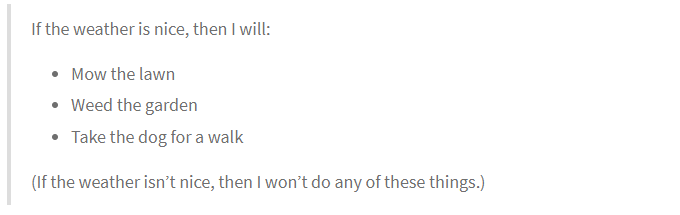 If the weather is nice, then I will:
• Mow the lawn
• Weed the garden
• Take the dog for a walk
(If the weather isn’t nice, then I won’t do any of these things.)